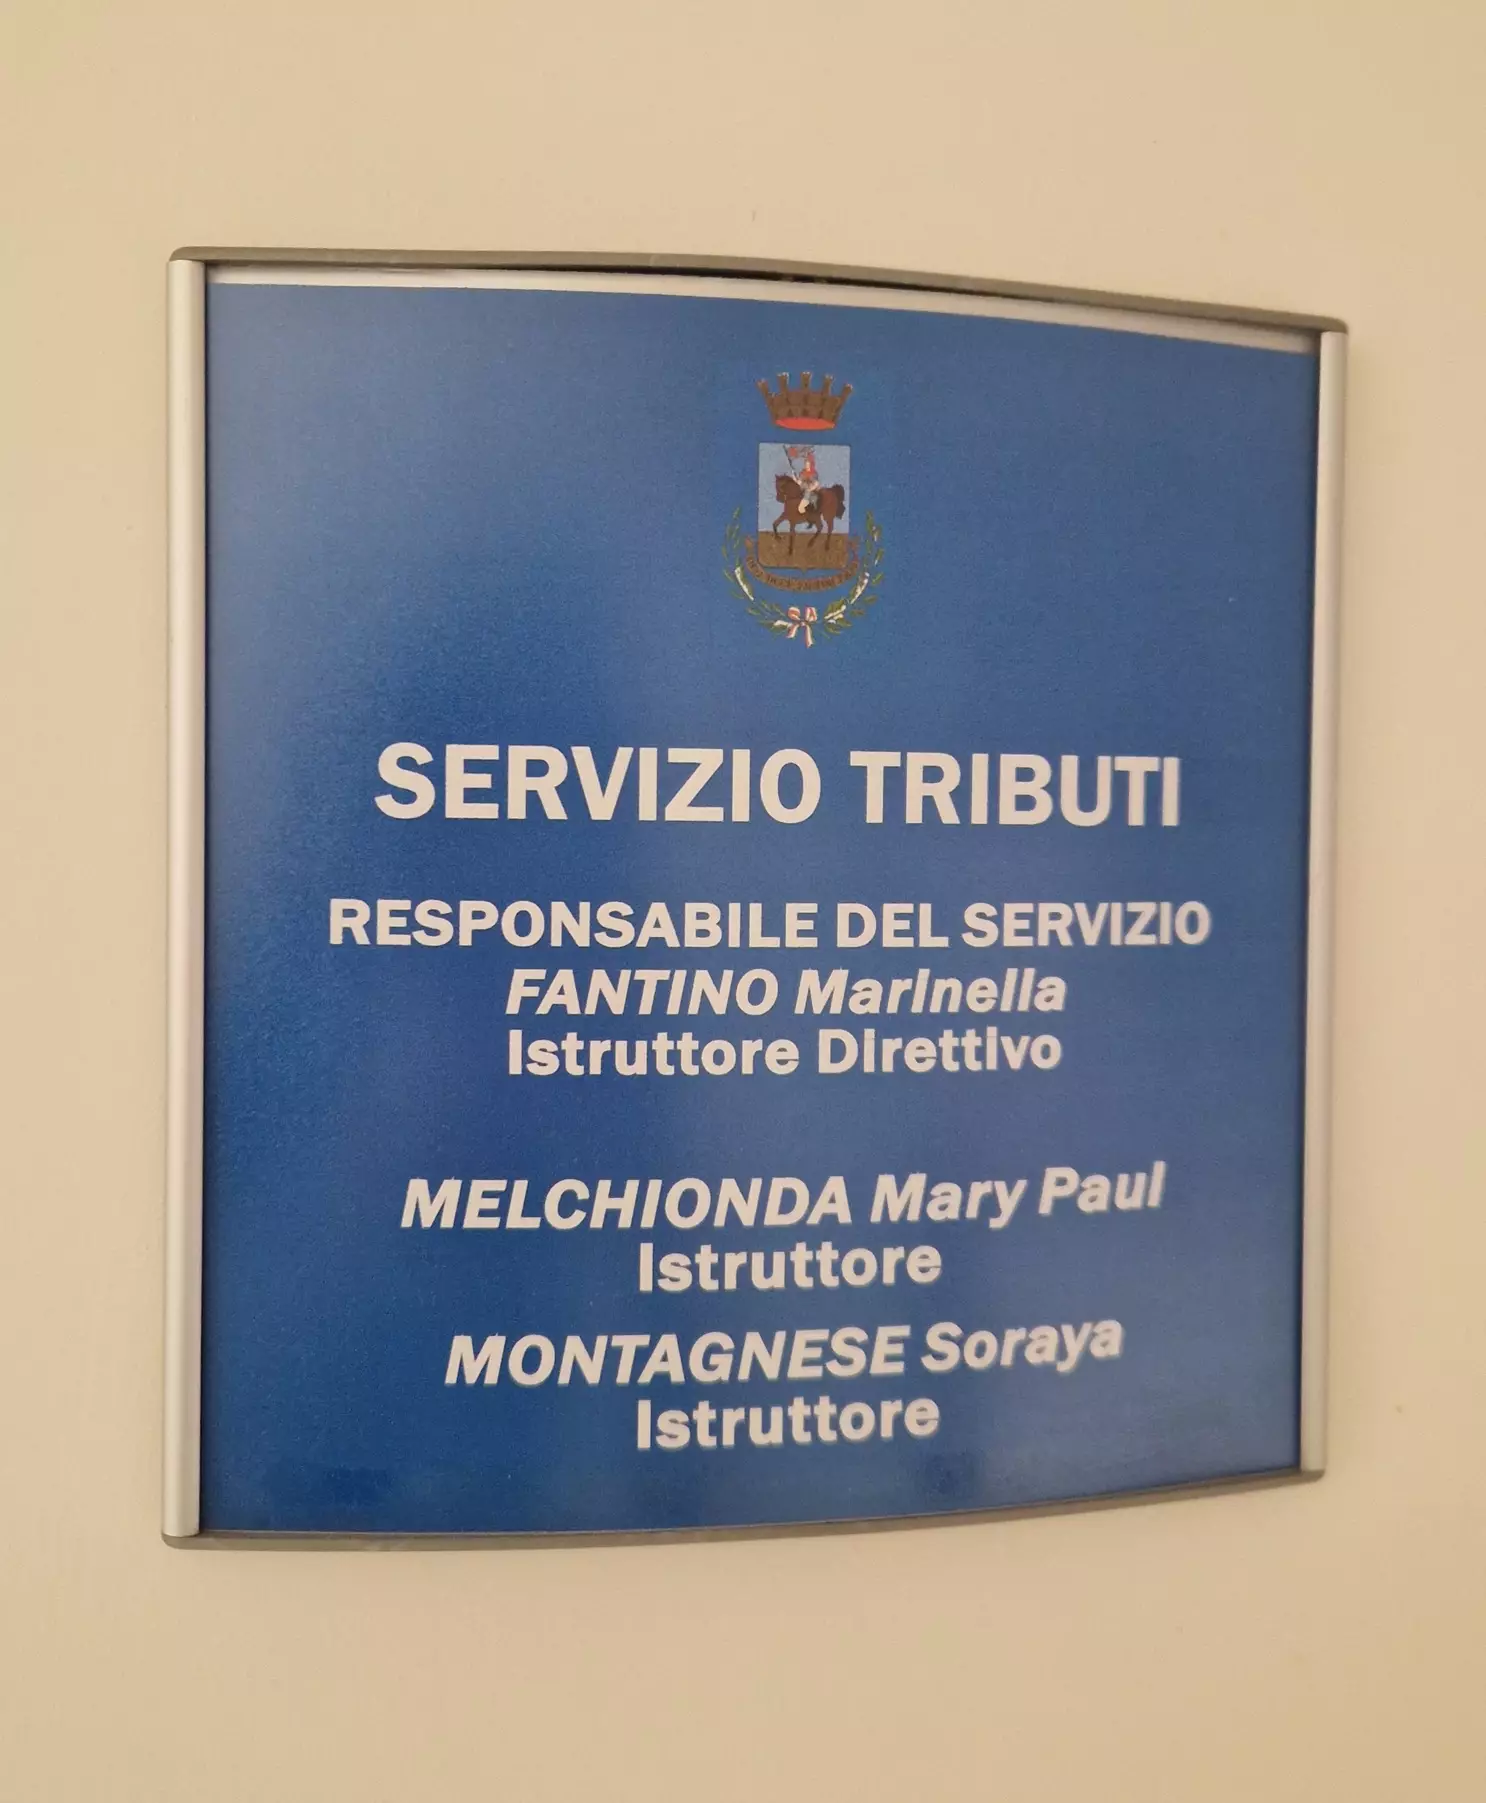 SERVIZIO TRIBUTI
RESPONSABILE DEL SERVIZIO
FANTINO Marinella
Istruttore Direttivo
MELCHIONDA Mary Paul
Istruttore
MONTAGNESE Soraya
Istruttore